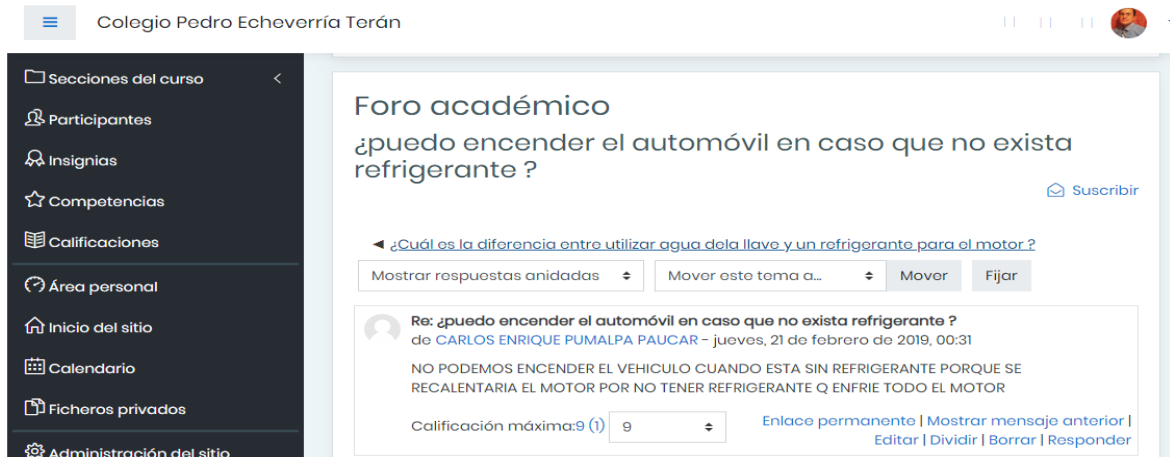 Colegio Pedro Echeverría Terán
Secciones del curso
Participantes
Insignias
Competencias
Calificaciones
Área personal
Inicio del sitio
Calendario
Ficheros privados
Administración del sitio
Foro académico
¿puedo encender el automóvil en caso que no exista
refrigerante ?
Suscribir
◄ ¿Cuál es la diferencia entre utilizar agua dela llave y un refrigerante para el motor ?
Mostrar respuestas anidadas Mover este tema a... Mover Fijar
Re: ¿puedo encender el automóvil en caso que no exista refrigerante ?
de CARLOS ENRIQUE PUMALPA PAUCAR - jueves, 21 de febrero de 2019, 00:31
NO PODEMOS ENCENDER EL VEHICULO CUANDO ESTA SIN REFRIGERANTE PORQUE SE
RECALENTARIA EL MOTOR POR NO TENER REFRIGERANTE Q ENFRIE TODO EL MOTOR
Calificación máxima:9 (1) 9
Enlace permanente | Mostrar mensaje anterior |
Editar | Dividir | Borrar | Responder